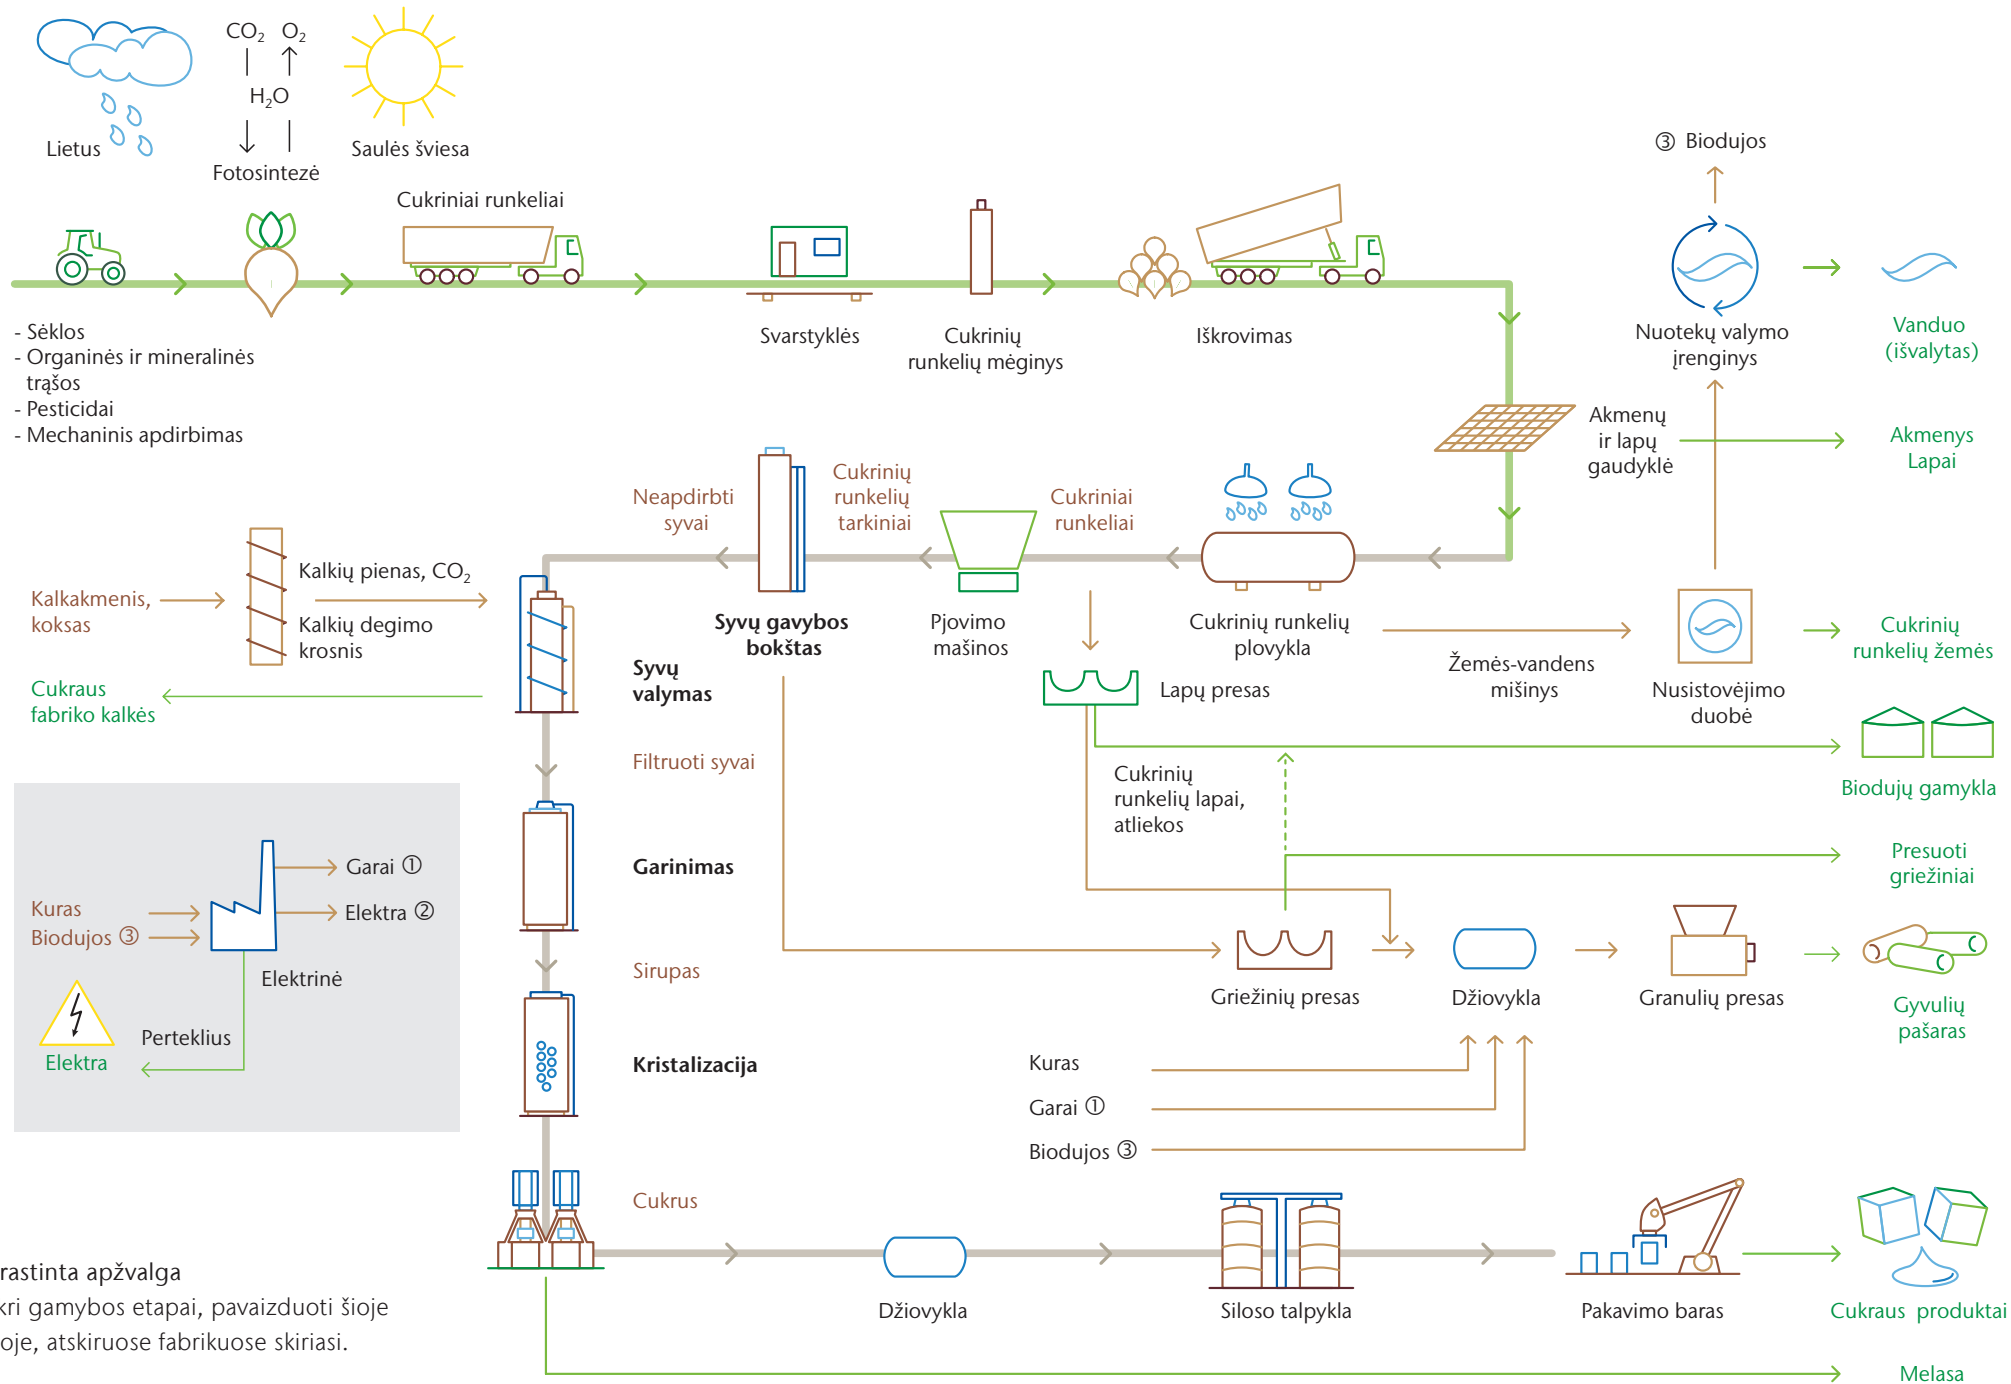 CO₂ O₂
H₂O
Lietus
Fotosintezė
Saulės šviesa
Cukriniai runkeliai
③ Biodujos
- Sėklos
- Organinės ir mineralinės
trąšos
- Pesticidai
- Mechaninis apdirbimas
Svarstyklės
Cukrinių
runkelių mėginys
Iškrovimas
Nuotekų valymo
įrenginys
Vanduo
(išvalytas)
Akmenų
ir lapų
gaudyklė
Akmenys
Lapai
Neapdirbti
syvai
Cukrinių
runkelių
tarkiniai
Cukriniai
runkeliai
Kalkakmenis,
koksas
Kalkių pienas, CO₂
Kalkių degimo
krosnis
Cukraus
fabriko kalkės
Syvų
valymas
Syvų gavybos
bokštas
Pjovimo
mašinos
Cukrinių runkelių
plovykla
Žemės-vandens
mišinys
Nusistovėjimo
duobė
Cukrinių
runkelių žemės
Lapų presas
Filtruoti syvai
Cukrinių
runkelių lapai,
atliekos
Biodujų gamykla
Garinimas
Presuoti
griežiniai
Kuras
Biodujos ③
Garai ①
Elektra ②
Elektrinė
Perteklius
Elektra
Sirupas
Griežinių presas
Džiovykla
Granulių presas
Gyvulių
pašaras
Kristalizacija
Kuras
Garai ①
Biodujos ③
Cukrus
Džiovykla
Siloso talpykla
Pakavimo baras
Cukraus produktai
Melasa
rastinta apžvalga
kri gamybos etapai, pavaizduoti šioje
oje, atskiruose fabrikuose skiriasi.